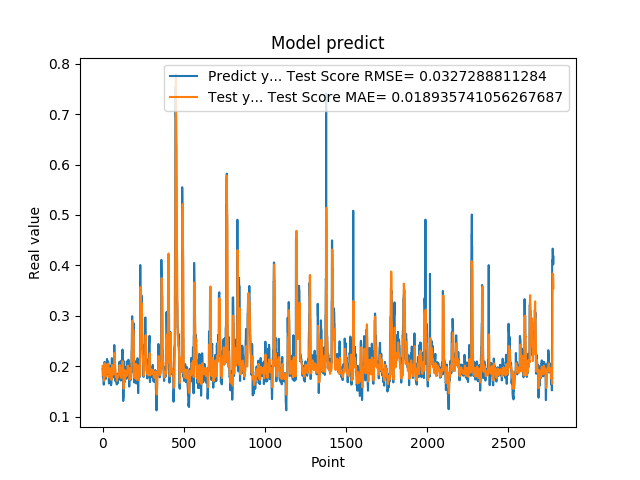 Model predict
Predict y... Test Score RMSE= 0.0327288811284
Test y... Test Score MAE= 0.018935741056267687
0.8
0.7
0.6
0.5
0.4
0.3
0.2
0.1
Real value
0 500 1000 1500 2000 2500
Point